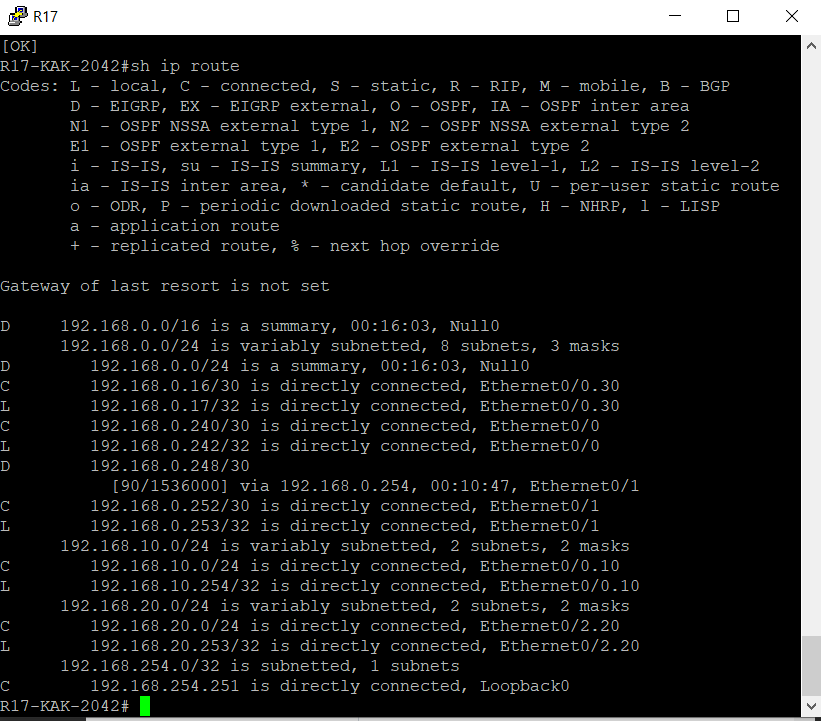 R17
[OK]
R17-KAK-2042#sh ip route
Codes: L - local, C - connected, S - static, R - RIP, M - mobile, B - BGP
D - EIGRP, EX - EIGRP external, O - OSPF, IA - OSPF inter area
N1 - OSPF NSSA external type 1, N2 - OSPF NSSA external type 2
E1 - OSPF external type 1, E2 - OSPF external type 2
i - IS-IS, su - IS-IS summary, L1 - IS-IS level-1, L2 - IS-IS level-2
ia - IS-IS inter area, * - candidate default, U - per-user static route
o - ODR, P - periodic downloaded static route, H - NHRP, l - LISP
a - application route
+ - replicated route, % - next hop override
Gateway of last resort is not set
D     192.168.0.0/16 is a summary, 00:16:03, Null0
192.168.0.0/24 is variably subnetted, 8 subnets, 3 masks
D        192.168.0.0/24 is a summary, 00:16:03, Null0
C        192.168.0.16/30 is directly connected, Ethernet0/0.30
L        192.168.0.17/32 is directly connected, Ethernet0/0.30
C        192.168.0.240/30 is directly connected, Ethernet0/0
L        192.168.0.242/32 is directly connected, Ethernet0/0
D        192.168.0.248/30
[90/1536000] via 192.168.0.254, 00:10:47, Ethernet0/1
C        192.168.0.252/30 is directly connected, Ethernet0/1
L        192.168.0.253/32 is directly connected, Ethernet0/1
192.168.10.0/24 is variably subnetted, 2 subnets, 2 masks
C        192.168.10.0/24 is directly connected, Ethernet0/0.10
L        192.168.10.254/32 is directly connected, Ethernet0/0.10
192.168.20.0/24 is variably subnetted, 2 subnets, 2 masks
C        192.168.20.0/24 is directly connected, Ethernet0/2.20
L        192.168.20.253/32 is directly connected, Ethernet0/2.20
192.168.254.0/32 is subnetted, 1 subnets
C        192.168.254.251 is directly connected, Loopback0
R17-KAK-2042#